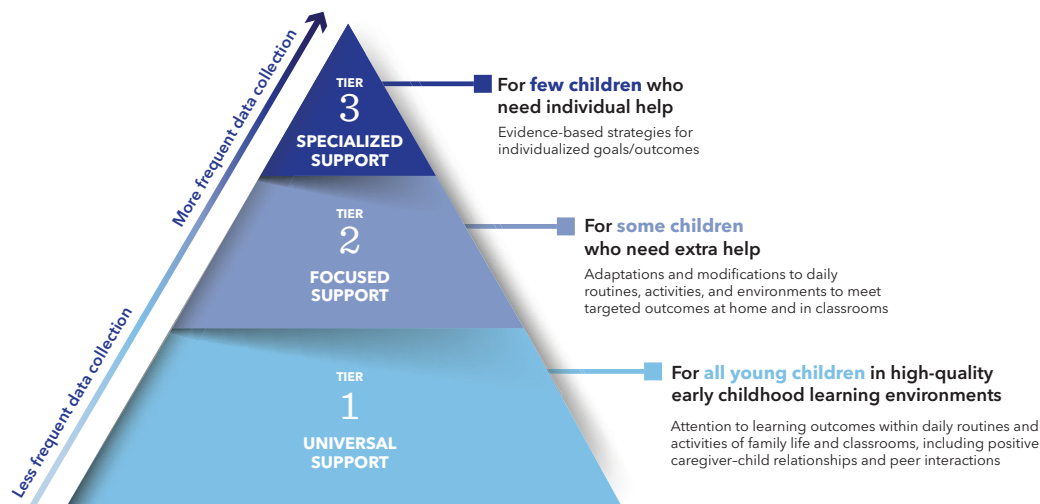 More frequent data collection
Less frequent data collection
TIER
3
SPECIALIZED
SUPPORT
For few children who
need individual help
Evidence-based strategies for
individualized goals/outcomes
TIER
2
FOCUSED
SUPPORT
For some children
who need extra help
Adaptations and modifications to daily
routines, activities, and environments to meet
targeted outcomes at home and in classrooms
TIER
1
UNIVERSAL
SUPPORT
For all young children in high-quality
early childhood learning environments
Attention to learning outcomes within daily routines and
activities of family life and classrooms, including positive
caregiver–child relationships and peer interactions